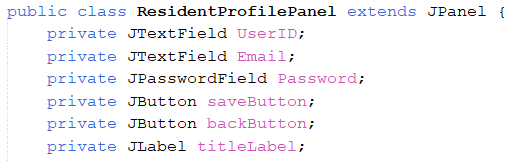 public class ResidentProfilePanel extends JPanel {
private JTextField UserID;
private JTextField Email;
private JPasswordField Password;
private JButton saveButton;
private JButton backButton;
private JLabel titleLabel;